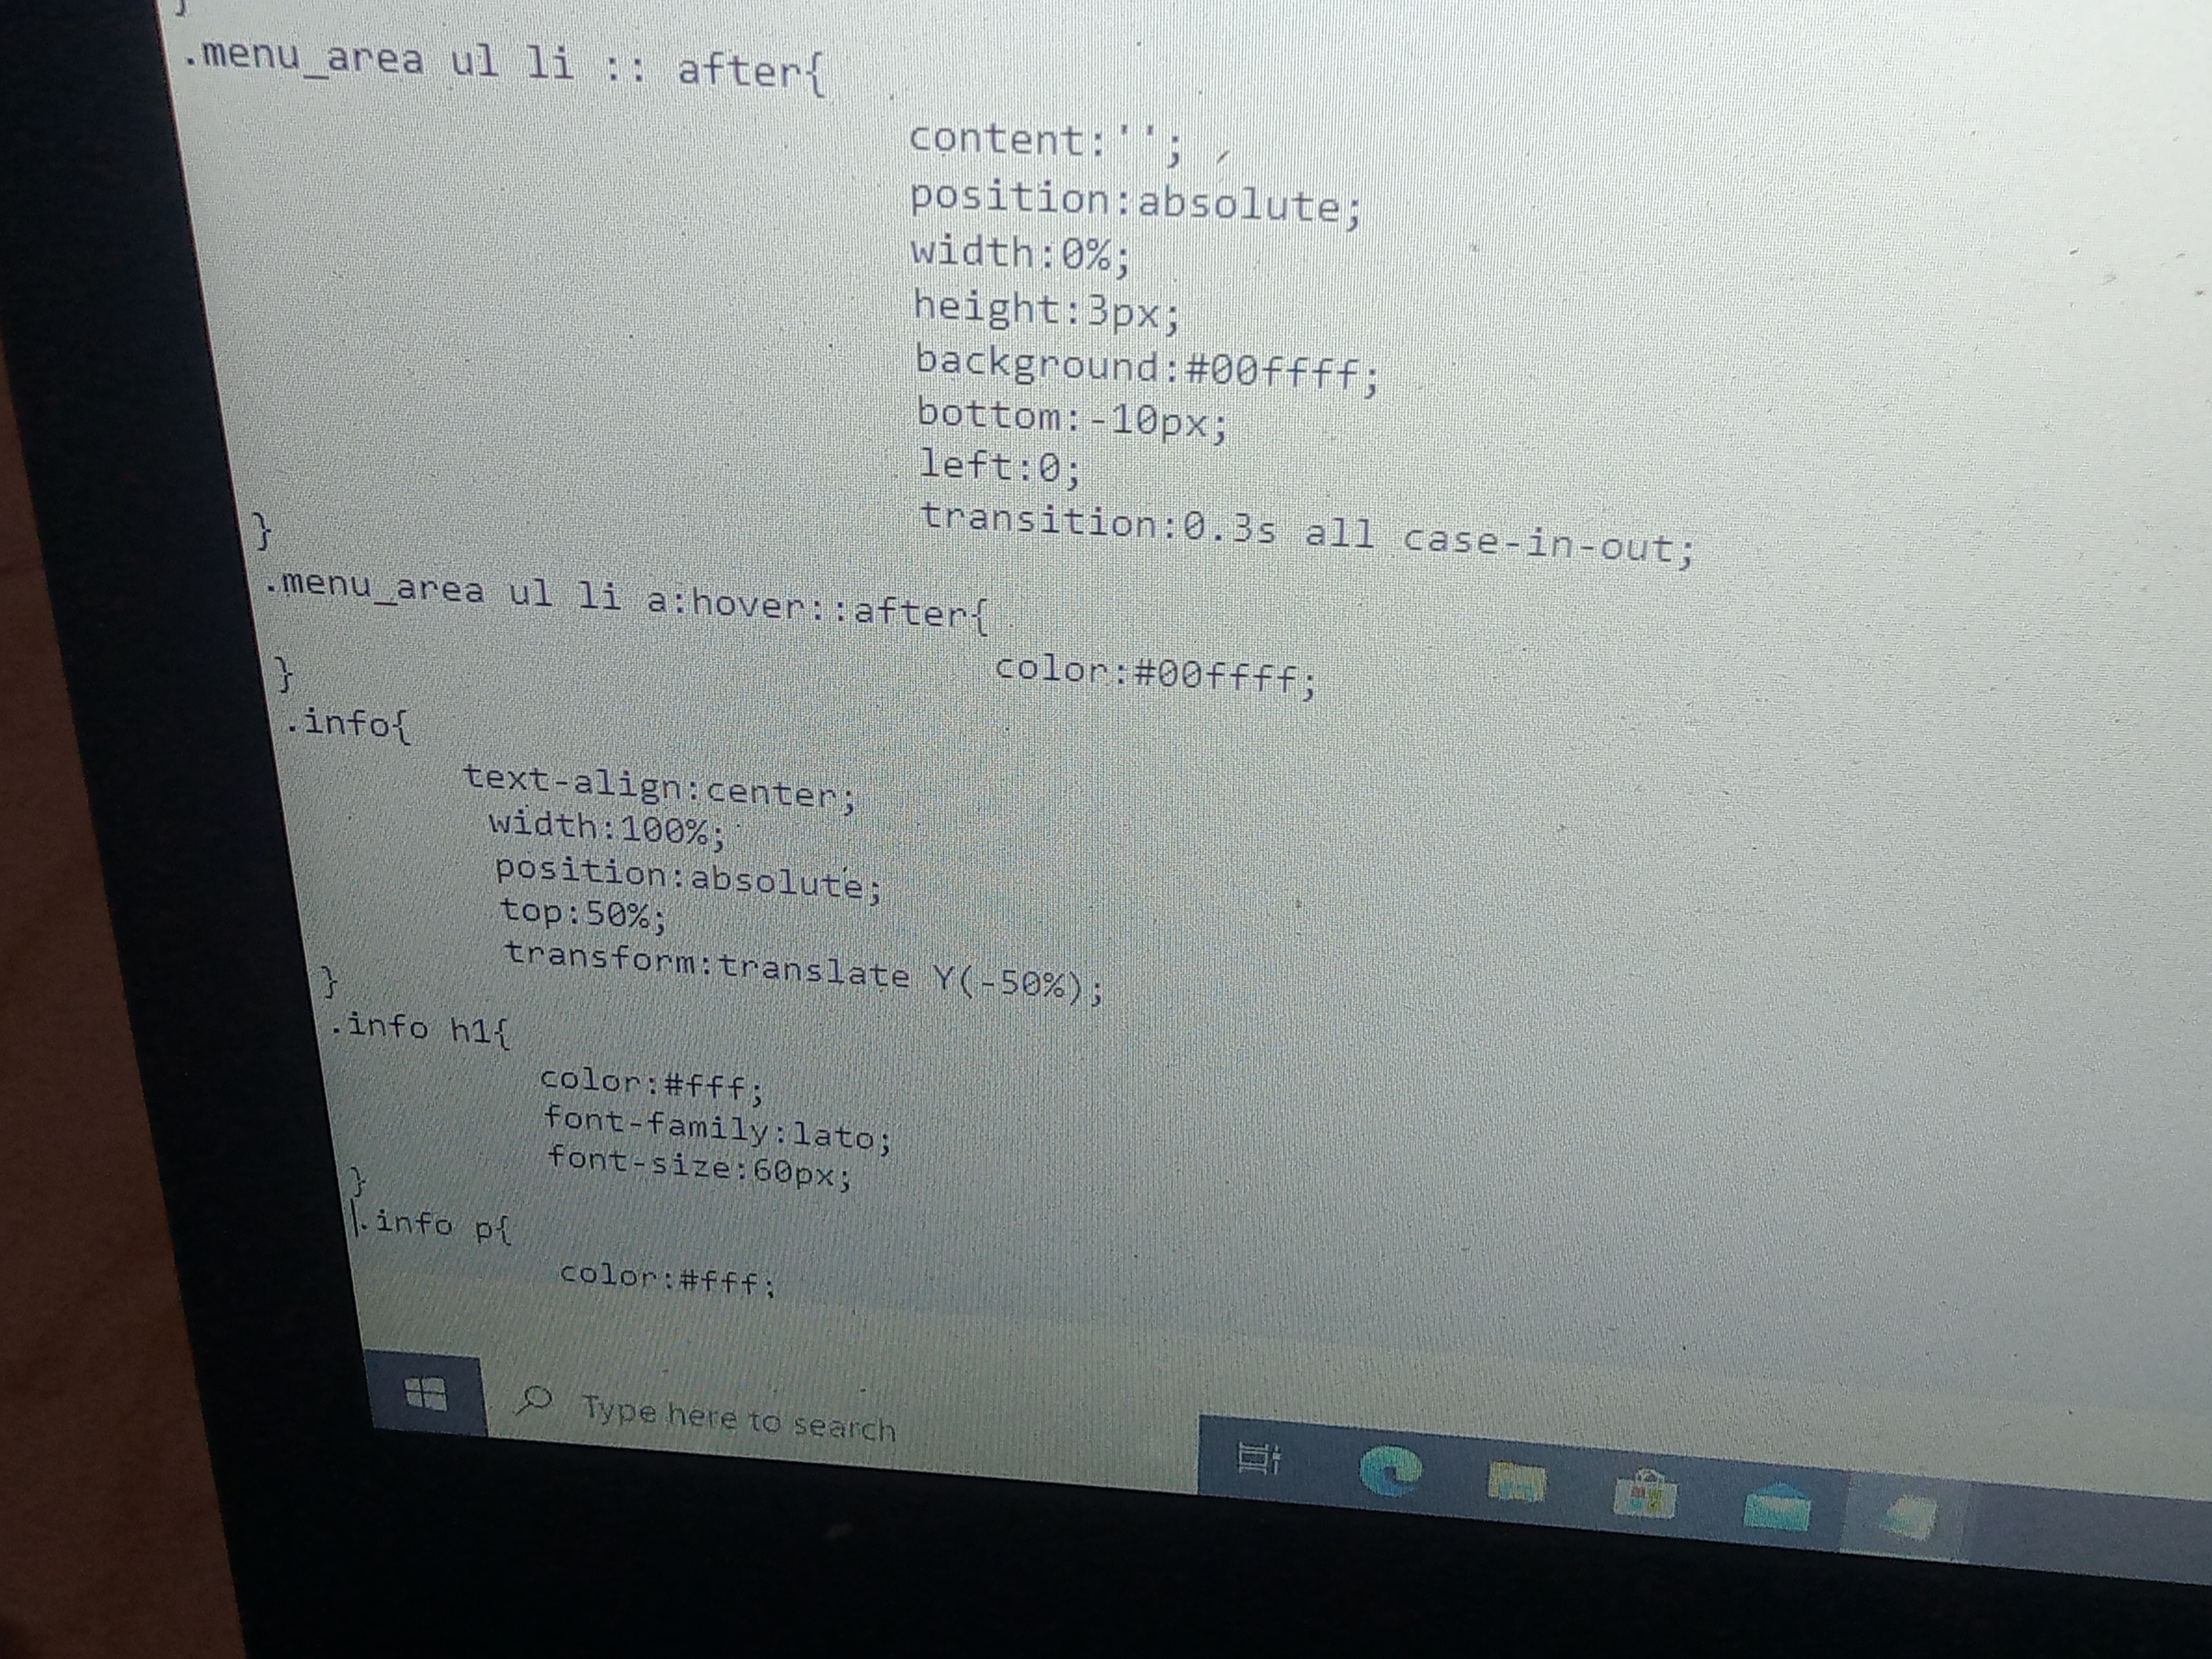 }
.menu_area ul li :: after{
content:'';
position:absolute;
width:0%;
height:3px;
background:#00ffff;
bottom:-10px;
left:0;
transition:0.3s all case-in-out;
}
.menu_area ul li a:hover::after{
color:#00ffff;
}
.info{
text-align:center;
width:100%;
position:absolute;
top:50%;
transform:translate Y(-50%);
}
.info h1{
color:#fff;
font-family:lato;
font-size:60px;
}
.info p{
color:#fff;
Type here to search